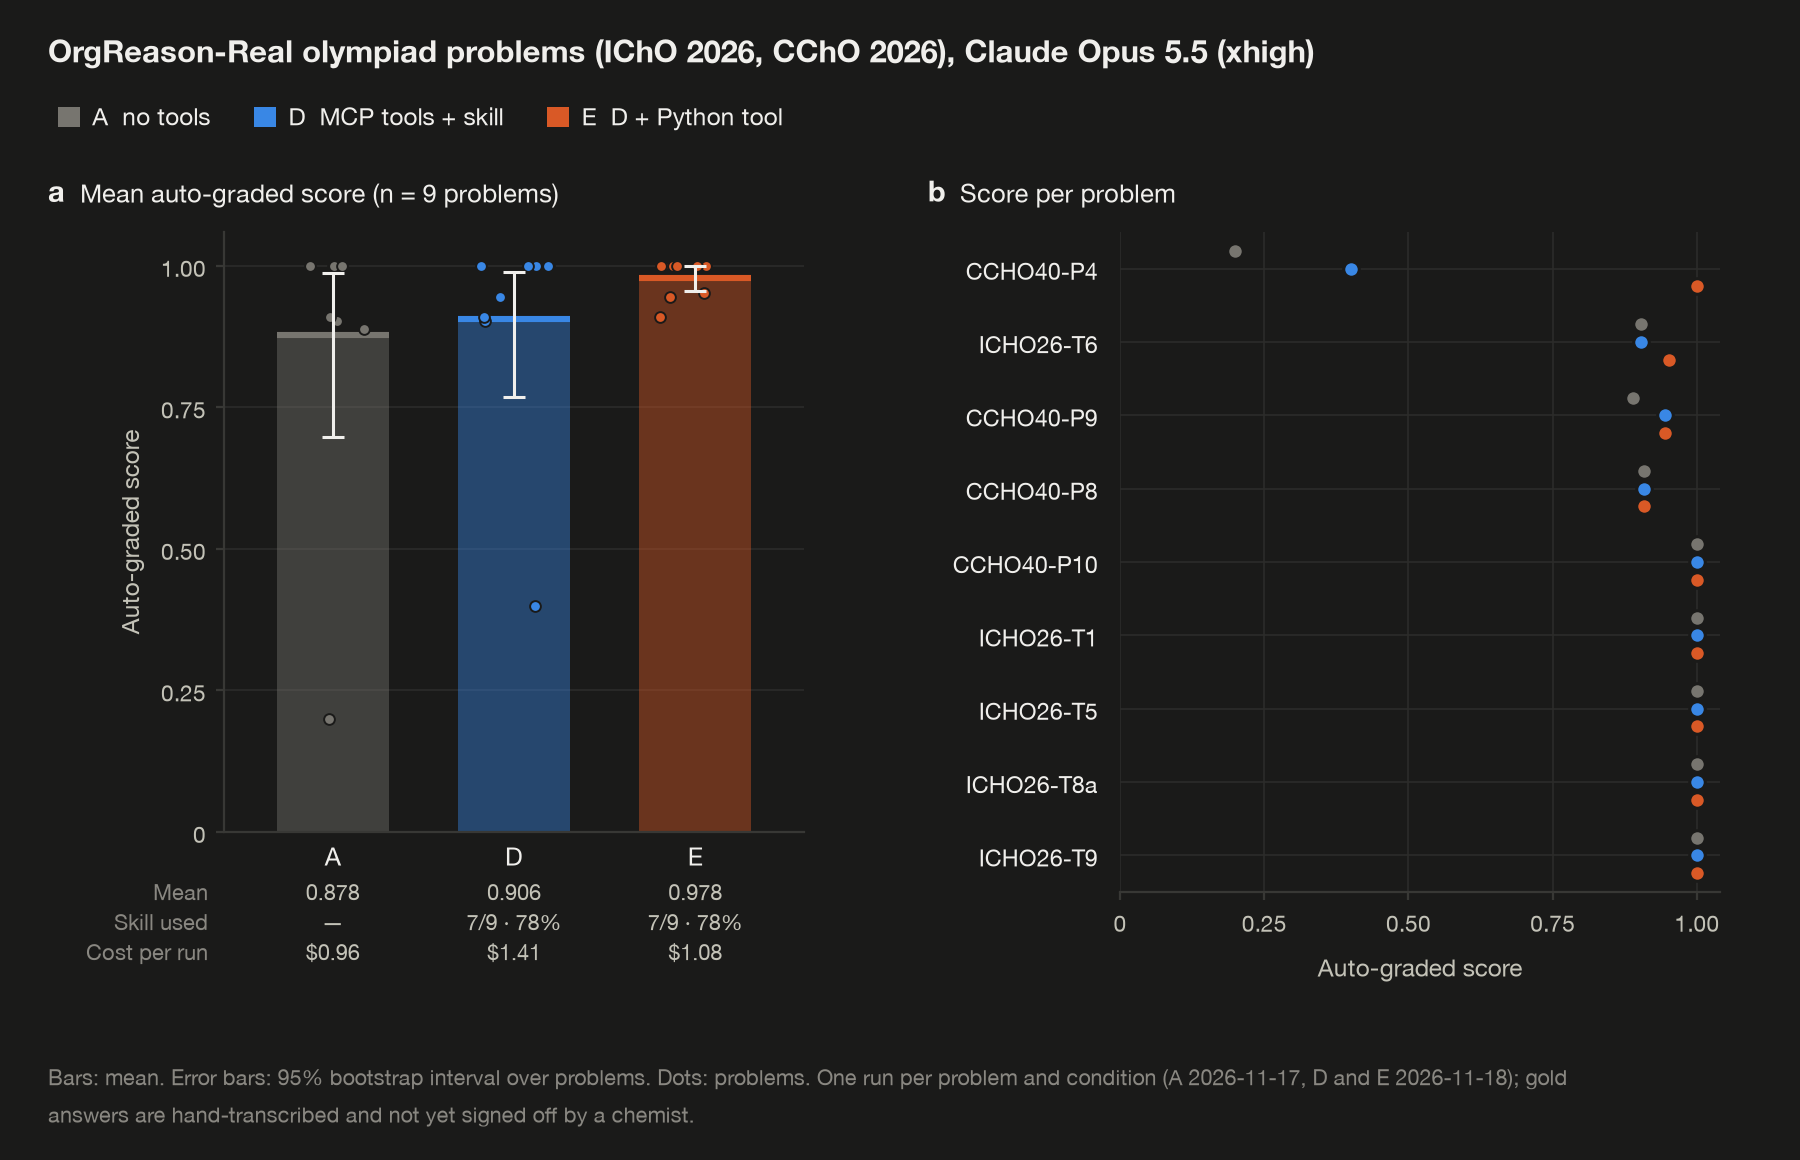 OrgReason-Real olympiad problems (IChO 2026, CChO 2026), Claude Opus 5.5 (xhigh)
A no tools D MCP tools + skill E D + Python tool
a Mean auto-graded score (n = 9 problems)
1.00
0.75
0.50
0.25
0
Auto-graded score
A D E
Mean 0.878 0.906 0.978
Skill used — 7/9 · 78% 7/9 · 78%
Cost per run $0.96 $1.41 $1.08
b Score per problem
CCHO40-P4
ICHO26-T6
CCHO40-P9
CCHO40-P8
CCHO40-P10
ICHO26-T1
ICHO26-T5
ICHO26-T8a
ICHO26-T9
0 0.25 0.50 0.75 1.00
Auto-graded score
Bars: mean. Error bars: 95% bootstrap interval over problems. Dots: problems. One run per problem and condition (A 2026-11-17, D and E 2026-11-18); gold
answers are hand-transcribed and not yet signed off by a chemist.